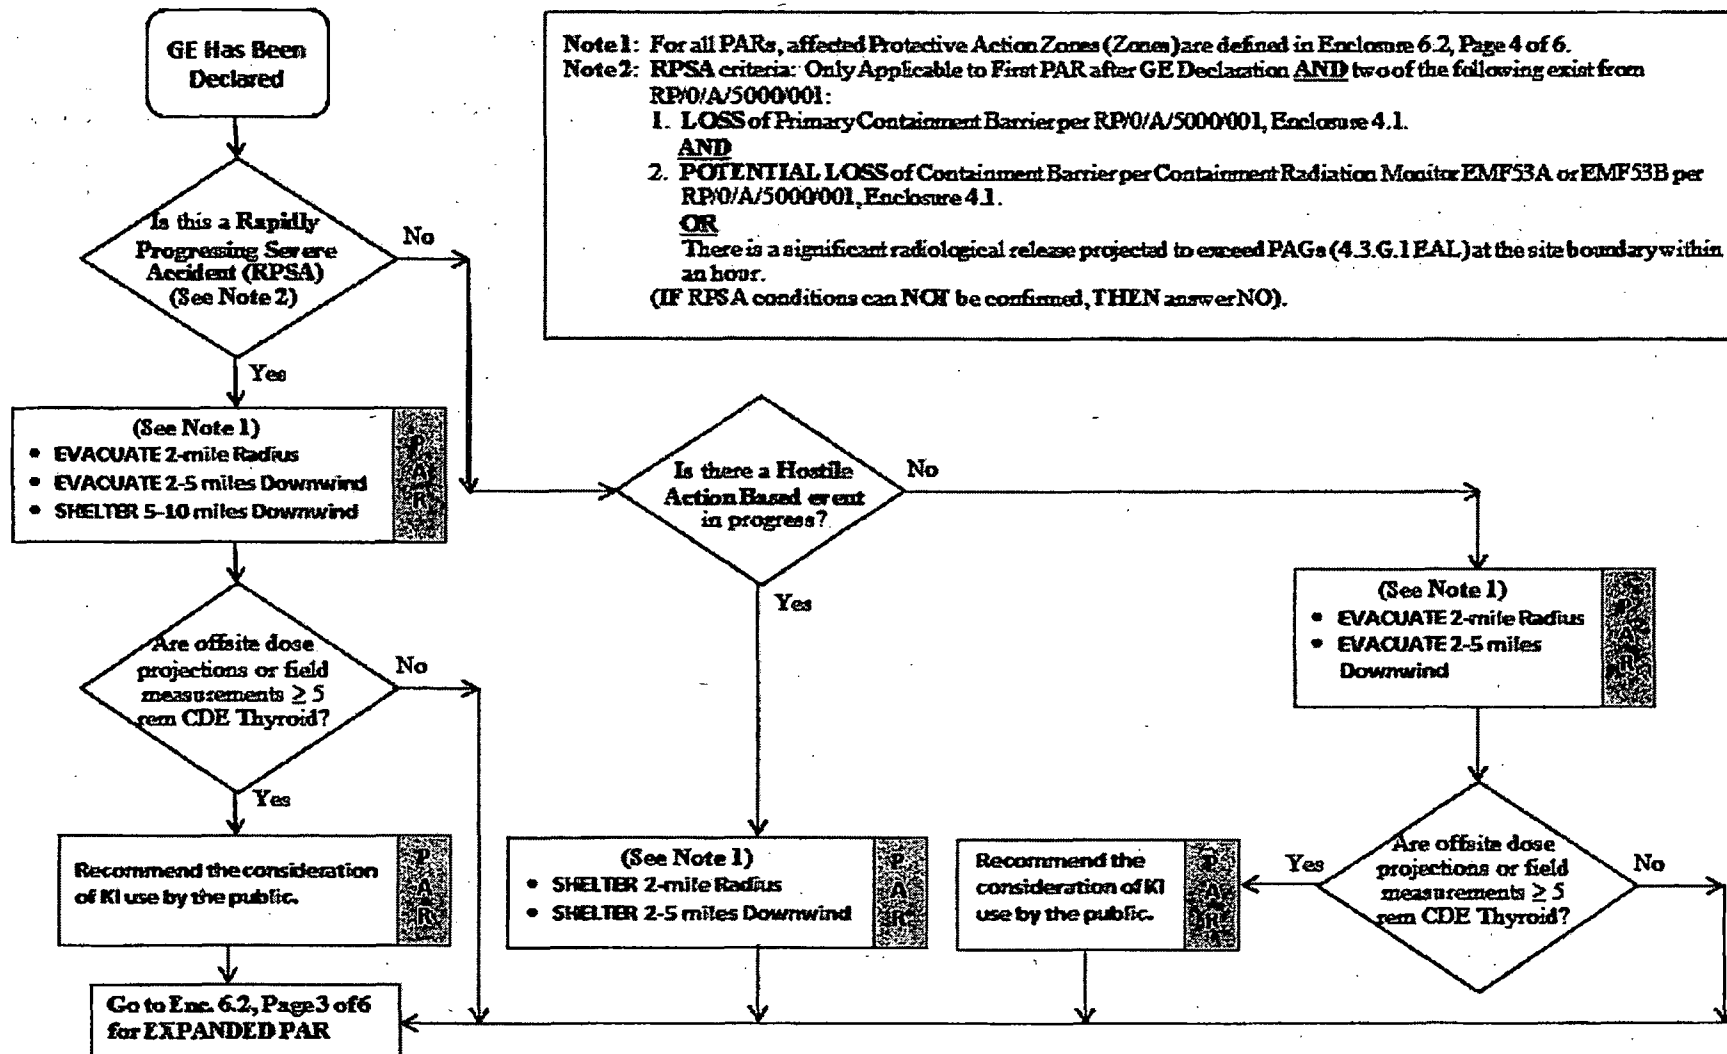 GE Has Been
Declared
Note1: For all PARs, affected Protective Action Zones (Zones) are defined in Enclosure 6.2, Page 4 of 6.
Note2: RPSA criteria: Only Applicable to First PAR after GE Declaration AND two of the following exist from
RP/0/A/5000/001:
1. LOSS of Primary Containment Barrier per RP/0/A/5000/001, Enclosure 4.1.
AND
2. POTENTIAL LOSS of Containment Barrier per Containment Radiation Monitor EMF53A or EMF53B per
RP/0/A/5000/001, Enclosure 4.1.
OR
There is a significant radiological release projected to exceed PAGs (4.3.G.1 EAL) at the site boundary within
an hour.
(IF RPSA conditions can NOT be confirmed, THEN answer NO).
Is this a Rapidly
Progressing Severe
Accident (RPSA)
(See Note 2)
No
Yes
(See Note 1)
• EVACUATE 2-mile Radius
• EVACUATE 2-5 miles Downwind
• SHELTER 5-10 miles Downwind
PAR
Is there a Hostile
Action Based event
in progress?
No
Yes
(See Note 1)
• EVACUATE 2-mile Radius
• EVACUATE 2-5 miles
Downwind
PAR
Are offsite dose
projections or field
measurements ≥ 5
rem CDE Thyroid?
No
Yes
Recommend the consideration
of KI use by the public.
PAR
(See Note 1)
• SHELTER 2-mile Radius
• SHELTER 2-5 miles Downwind
PAR
Recommend the
consideration of KI
use by the public.
PAR
Yes
Are offsite dose
projections or field
measurements ≥ 5
rem CDE Thyroid?
No
Go to Enc. 6.2, Page 3 of 6
for EXPANDED PAR